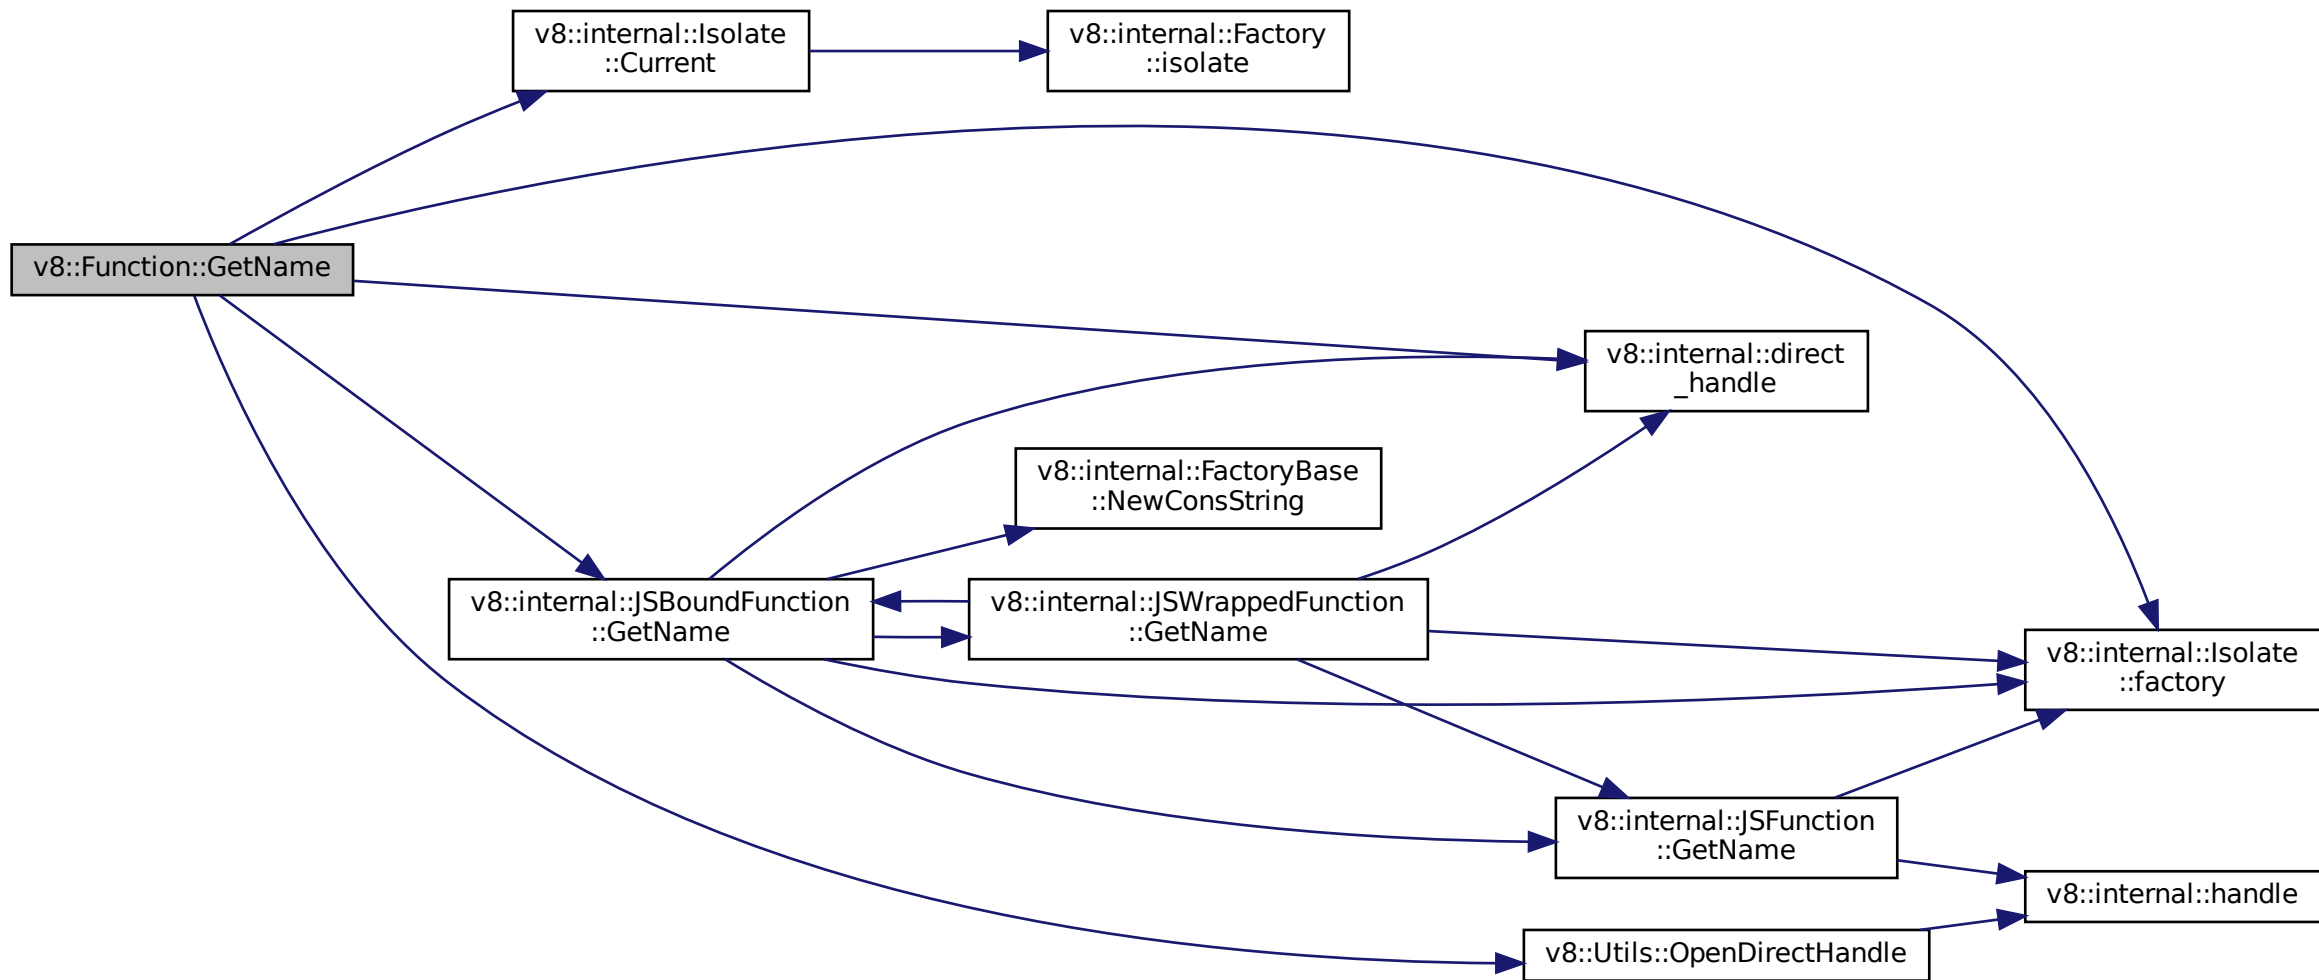 v8::internal::Isolate
::Current
v8::internal::Factory
::isolate
v8::Function::GetName
v8::internal::direct
_handle
v8::internal::FactoryBase
::NewConsString
v8::internal::JSBoundFunction
::GetName
v8::internal::JSWrappedFunction
::GetName
v8::internal::Isolate
::factory
v8::internal::JSFunction
::GetName
v8::internal::handle
v8::Utils::OpenDirectHandle